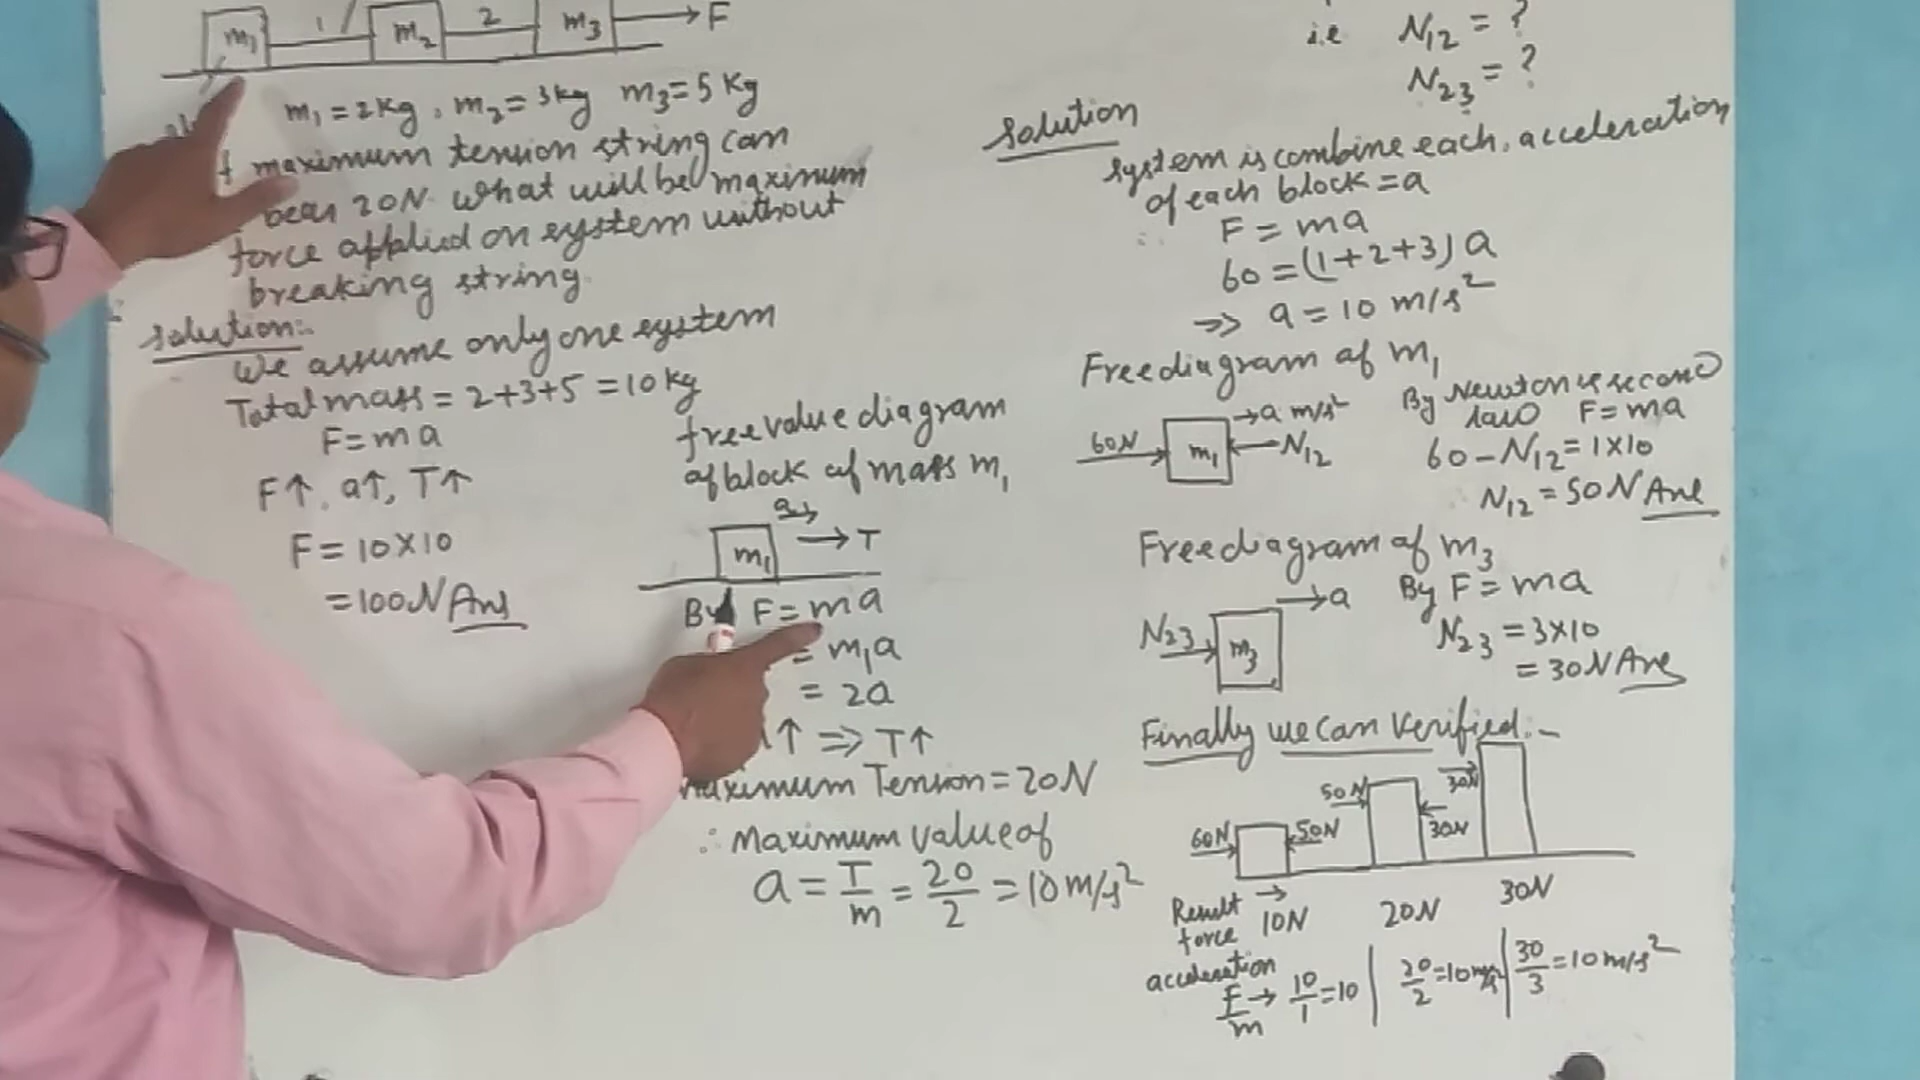 m1 1 m2 2 m3 F
m1 = 2Kg, m2 = 3kg m3 = 5 Kg
maximum tension string can
bear 20N. What will be maximum
force applied on system without
breaking string.
Solution:-
We assume only one system
Total mass = 2+3+5 = 10 kg
F = ma
F↑, a↑, T↑
F = 10×10
= 100N Ans
free value diagram
of block of mass m1
a→
m1 → T
By F = ma
= m1a
= 2a
↑ ⇒ T↑
maximum Tension = 20N
∴ Maximum value of
a = T/m = 20/2 = 10 m/s²
i.e N12 = ?
N23 = ?
Solution
System is combine each, acceleration
of each block = a
∴ F = ma
60 = (1+2+3) a
⇒ a = 10 m/s²
Free diagram of m1
60N → m1 → a m/s² ← N12
By Newton's second
law F = ma
60 - N12 = 1×10
N12 = 50N Ans
Free diagram of m3
N23 → m3 → a
By F = ma
N23 = 3×10
= 30N Ans
Finally we can verified:-
60N 50N 50N 30N 30N
Result force → 10N 20N 30N
acceleration
F/m → 10/1 = 10 | 20/2 = 10 m/s² | 30/3 = 10 m/s²